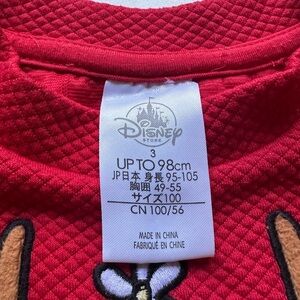 Disney
STORE
3
UP TO 98cm
JP日本 身長 95-105
胸囲 49-55
サイズ100
CN 100/56
MADE IN CHINA
FABRIQUÉ EN CHINE